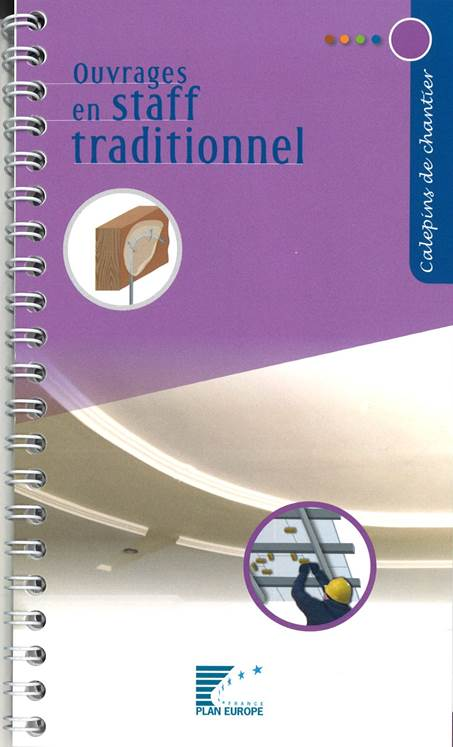 Ouvrages
en staff
traditionnel
Calepins de chantier
FRANCE
PLAN EUROPE